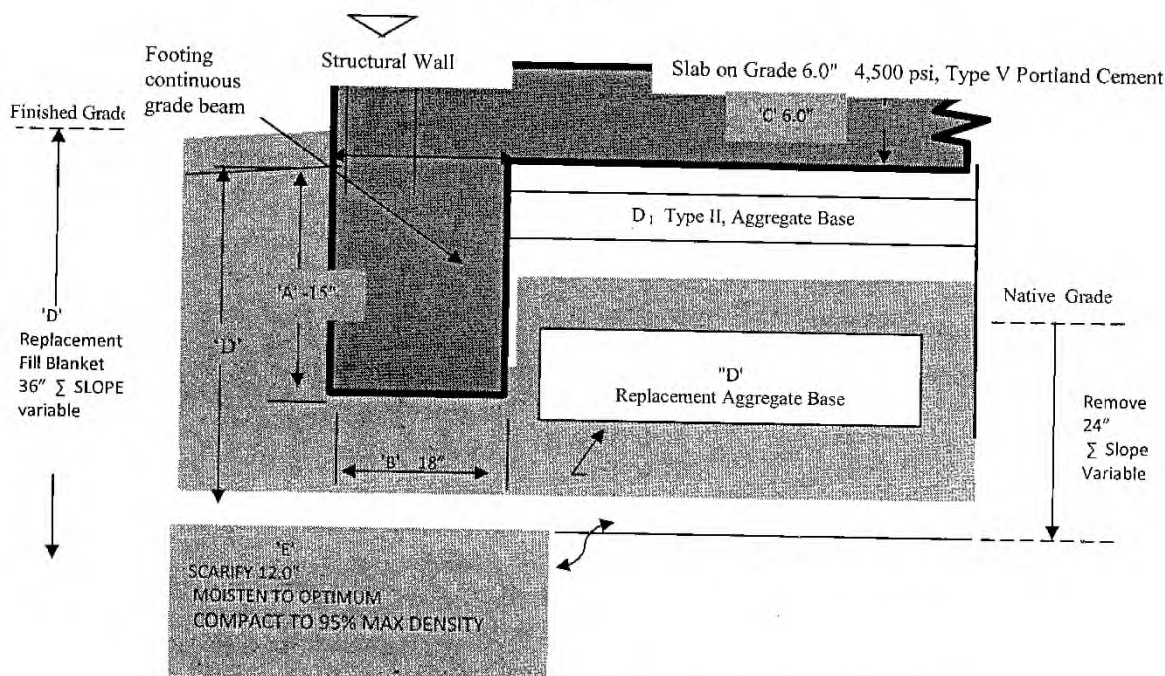 Footing
continuous
grade beam
Structural Wall
Slab on Grade 6.0" 4,500 psi, Type V Portland Cement
'C' 6.0"
Finished Grade
D1 Type II, Aggregate Base
'A' -15"
'D'
Native Grade
'D'
Replacement
Fill Blanket
36" Σ SLOPE
variable
"D'
Replacement Aggregate Base
Remove
24"
Σ Slope
Variable
'B' 18"
'E'
SCARIFY 12.0"
MOISTEN TO OPTIMUM
COMPACT TO 95% MAX DENSITY